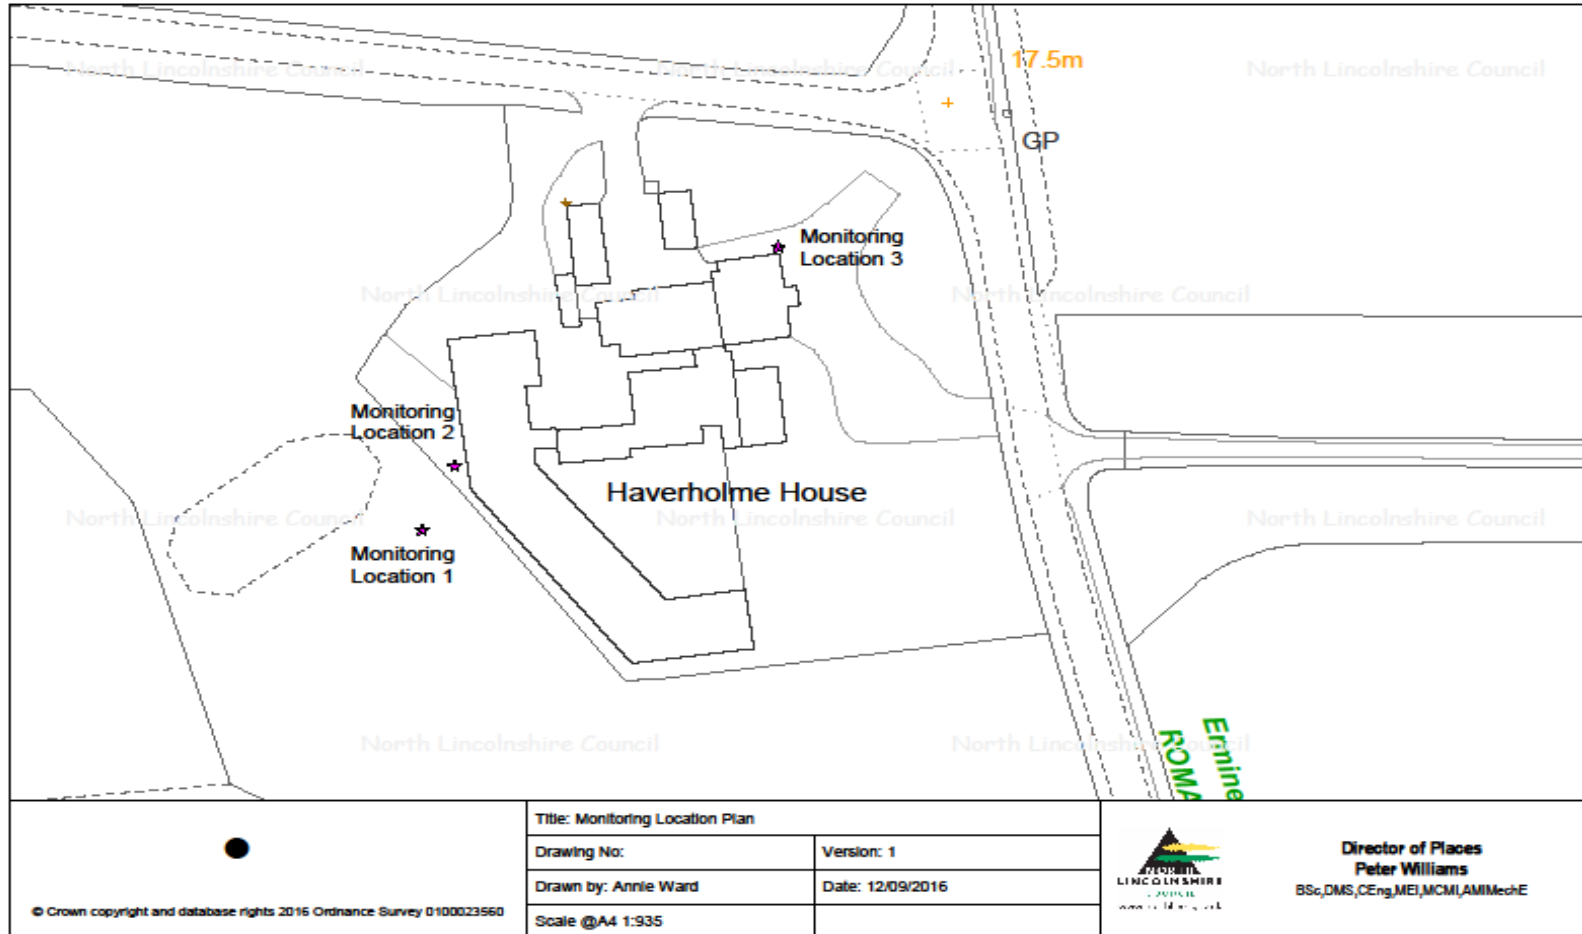 North Lincolnshire Council
North Lincolnshire Council
17.5m
North Lincolnshire Council
GP
Monitoring
Location 3
North Lincolnshire Council
North Lincolnshire Council
Monitoring
Location 2
Haverholme House
North Lincolnshire Council
North Lincolnshire Council
North Lincolnshire Council
Monitoring
Location 1
North Lincolnshire Council
North Lincolnshire Council
Ermine
ROMA
Title: Monitoring Location Plan
Drawing No:
Version: 1
Drawn by: Annie Ward
Date: 12/09/2016
Scale @A4 1:935
© Crown copyright and database rights 2016 Ordnance Survey 0100023560
NORTH
LINCOLNSHIRE
COUNCIL
Director of Places
Peter Williams
BSc,DMS,CEng,MEI,MCMI,AMIMechE